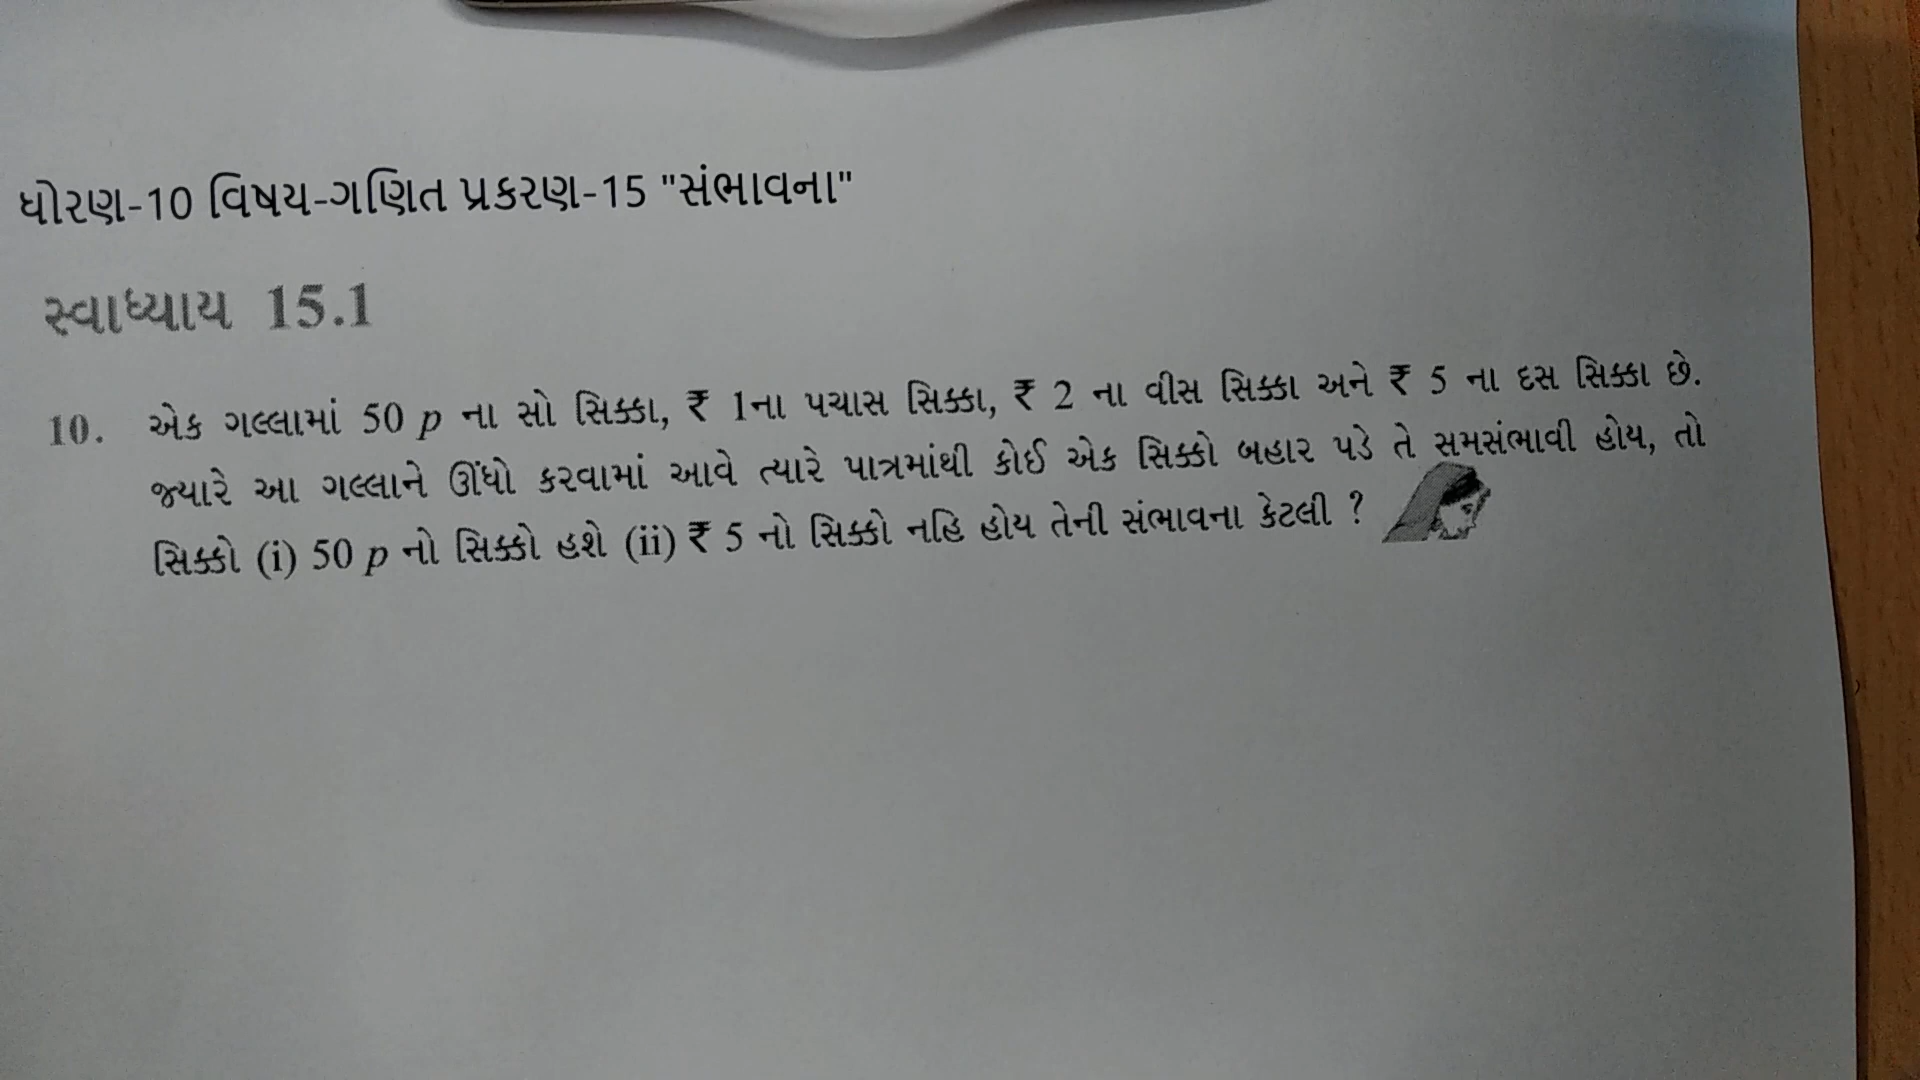 ધોરણ-10 વિષય-ગણિત પ્રકરણ-15 "સંભાવના"
સ્વાધ્યાય 15.1
10. એક ગલ્લામાં 50 p ના સો સિક્કા, ₹ 1ના પચાસ સિક્કા, ₹ 2 ના વીસ સિક્કા અને ₹ 5 ના દસ સિક્કા છે.
જ્યારે આ ગલ્લાને ઊંધો કરવામાં આવે ત્યારે પાત્રમાંથી કોઈ એક સિક્કો બહાર પડે તે સમસંભાવી હોય, તો
સિક્કો (i) 50 p નો સિક્કો હશે (ii) ₹ 5 નો સિક્કો નહિ હોય તેની સંભાવના કેટલી ?